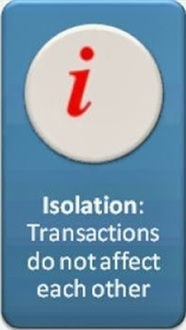 i
Isolation:
Transactions
do not affect
each other